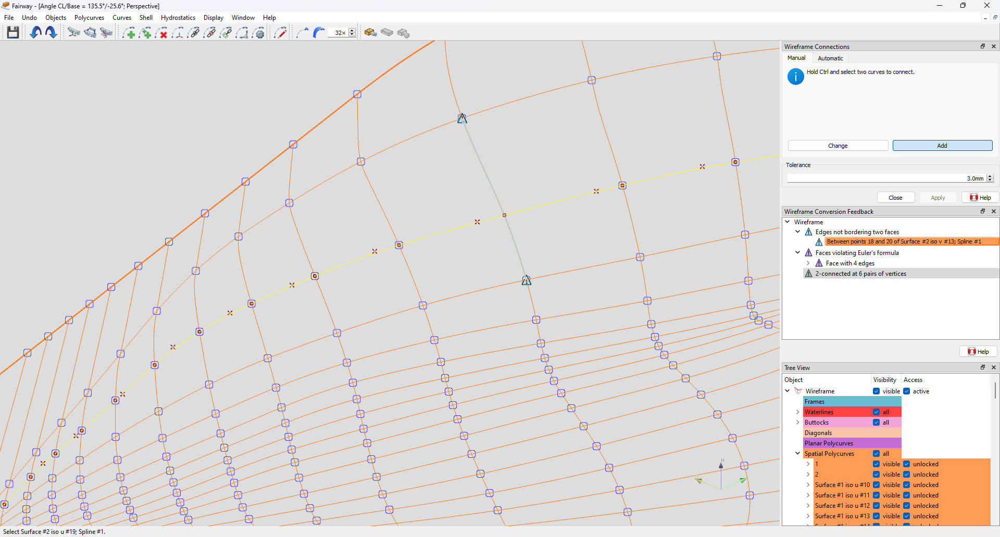 Fairway - [Angle CL/Base = 135.5°/-25.6°; Perspective]
File Undo Objects Polycurves Curves Shell Hydrostatics Display Window Help
32×
Wireframe Connections
Manual Automatic
Hold Ctrl and select two curves to connect.
Change Add
Tolerance
3.0mm
Close Apply Help
Wireframe Conversion Feedback
Wireframe
Edges not bordering two faces
Between points 18 and 20 of Surface #2 iso v #13; Spline #1
Faces violating Euler's formula
Face with 4 edges
2-connected at 6 pairs of vertices
Help
Tree View
Object Visibility Access
Wireframe visible active
Frames
Waterlines all
Buttocks all
Diagonals
Planar Polycurves
Spatial Polycurves all
1 visible unlocked
2 visible unlocked
Surface #1 iso u #10 visible unlocked
Surface #1 iso u #11 visible unlocked
Surface #1 iso u #12 visible unlocked
Surface #1 iso u #13 visible unlocked
H
Select Surface #2 iso u #19; Spline #1.